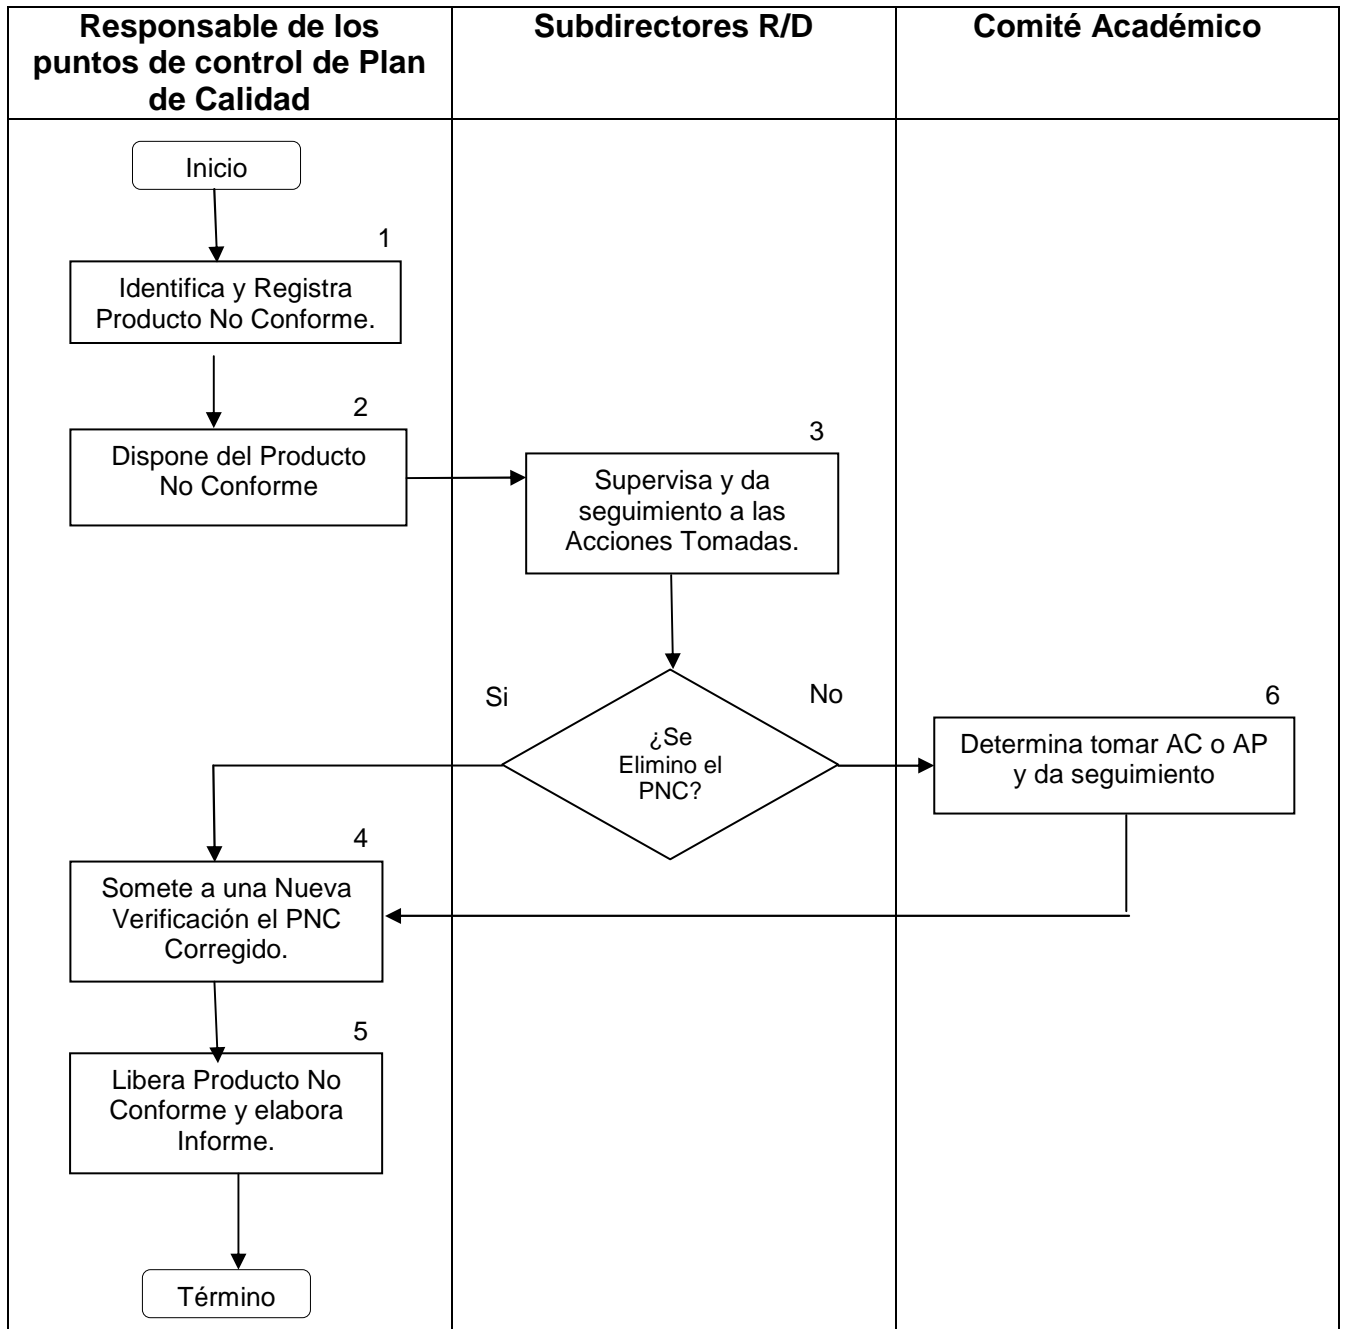 Responsable de los
puntos de control de Plan
de Calidad
Subdirectores R/D
Comité Académico
Inicio
1
Identifica y Registra
Producto No Conforme.
2
Dispone del Producto
No Conforme
3
Supervisa y da
seguimiento a las
Acciones Tomadas.
Si
No
¿Se
Elimino el
PNC?
6
Determina tomar AC o AP
y da seguimiento
4
Somete a una Nueva
Verificación el PNC
Corregido.
5
Libera Producto No
Conforme y elabora
Informe.
Término